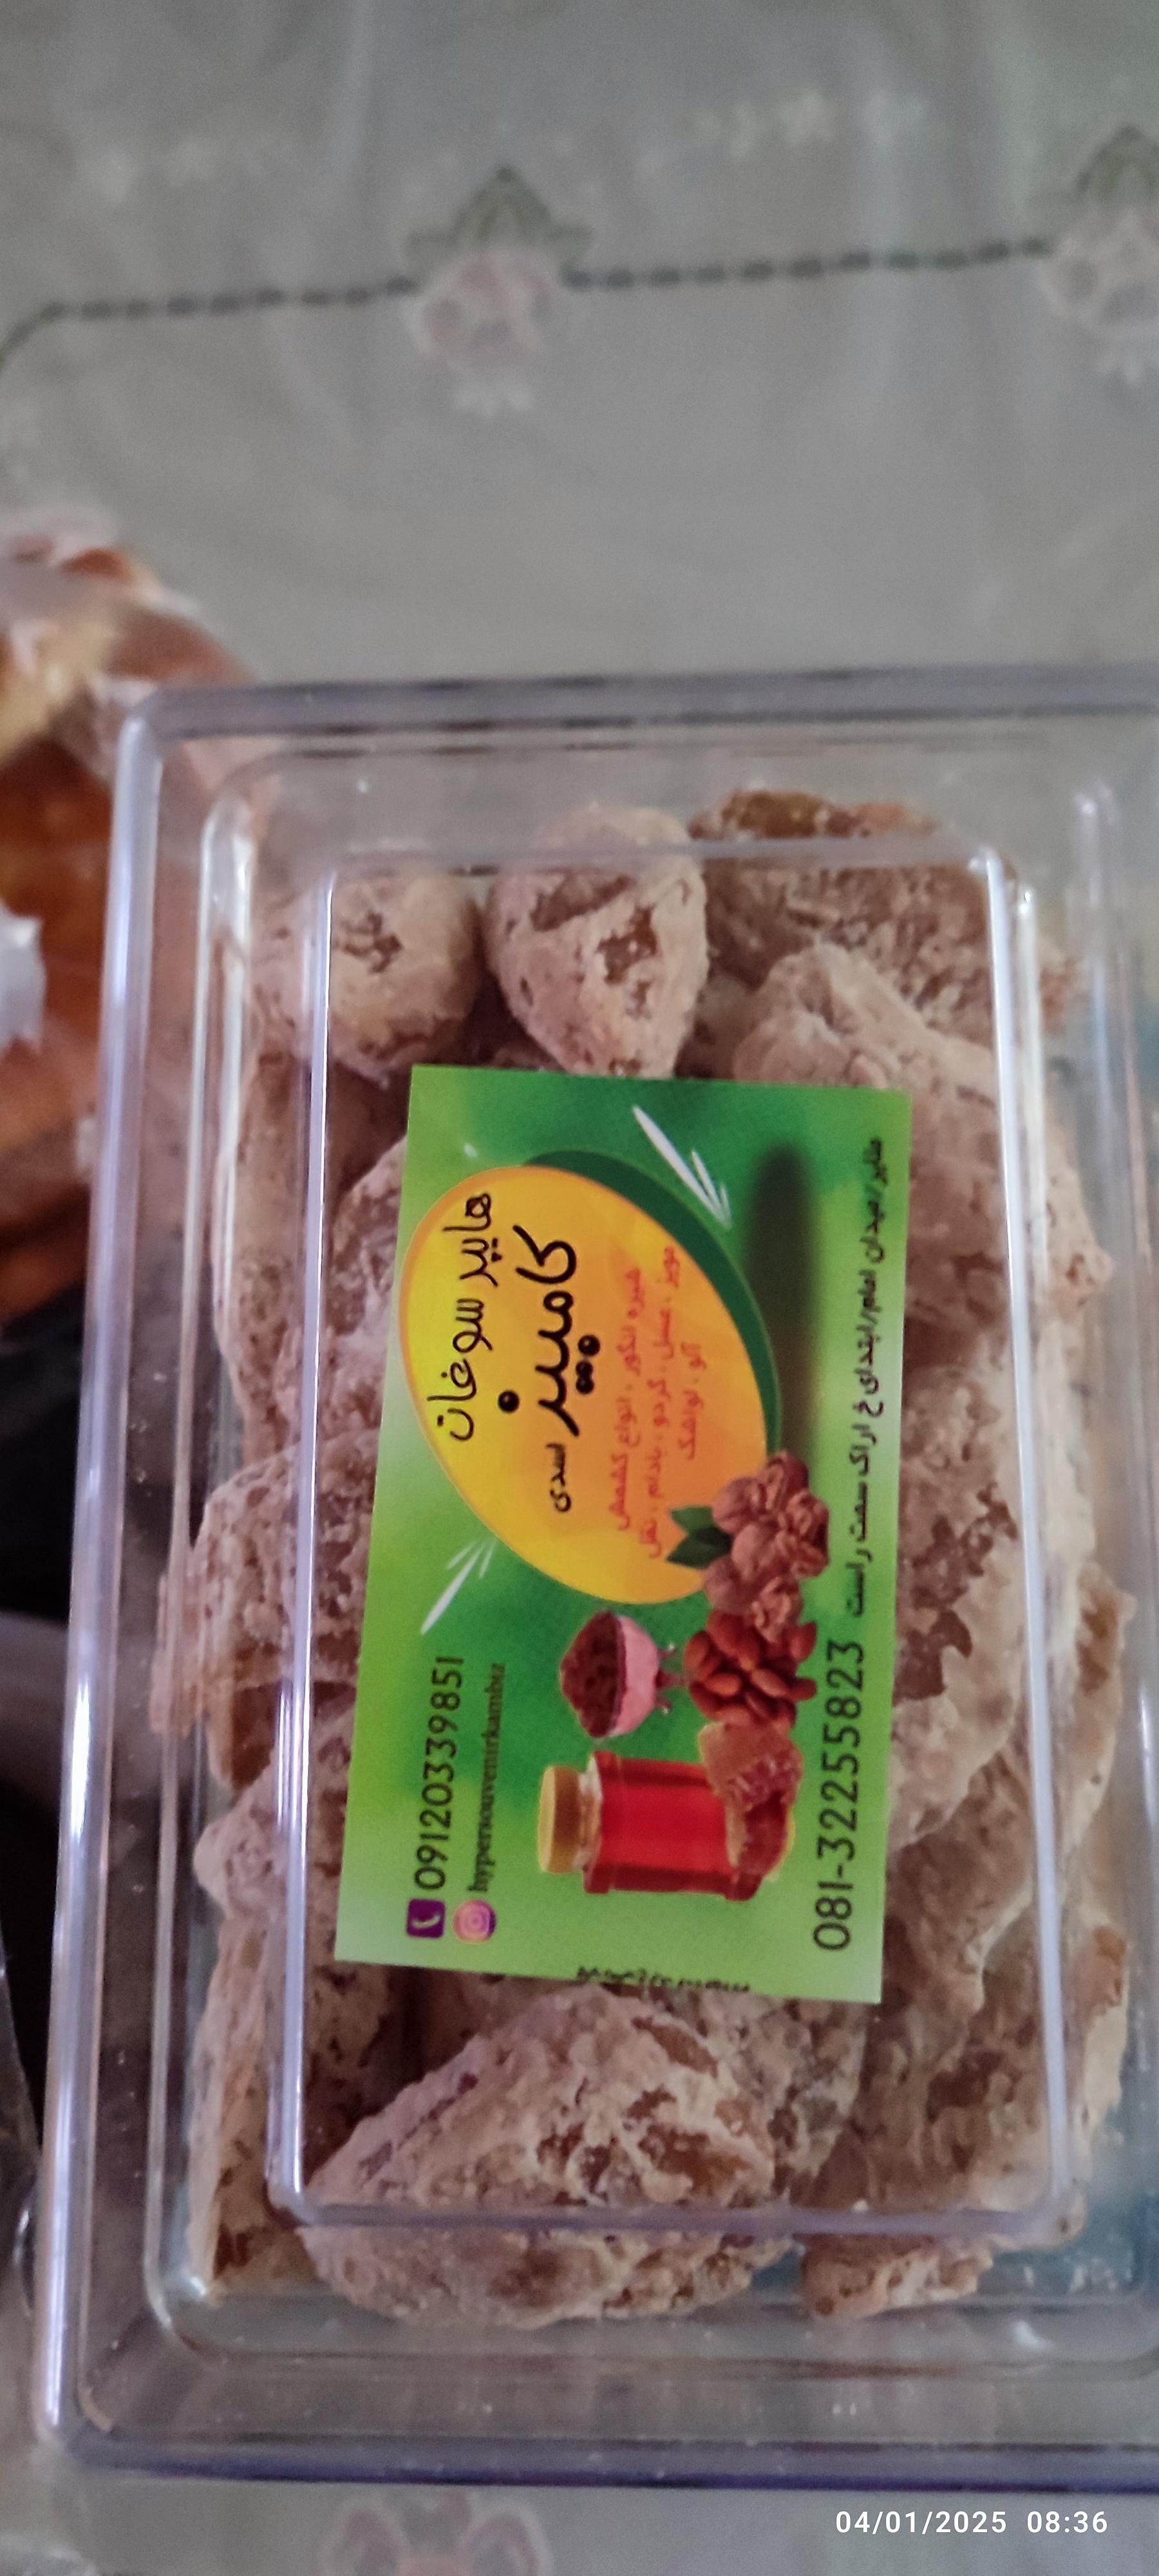 هایپر سوغات
کامبیز اسدی
شیره انگور ، انواع کشمش
مویز ، عسل ، گردو ، بادام ، نقل
آلو ، لواشک
09120339851
hypersouvenirkambiz
ملایر/میدان امام/ابتدای خ اراک سمت راست
081-32255823
04/01/2025 08:36